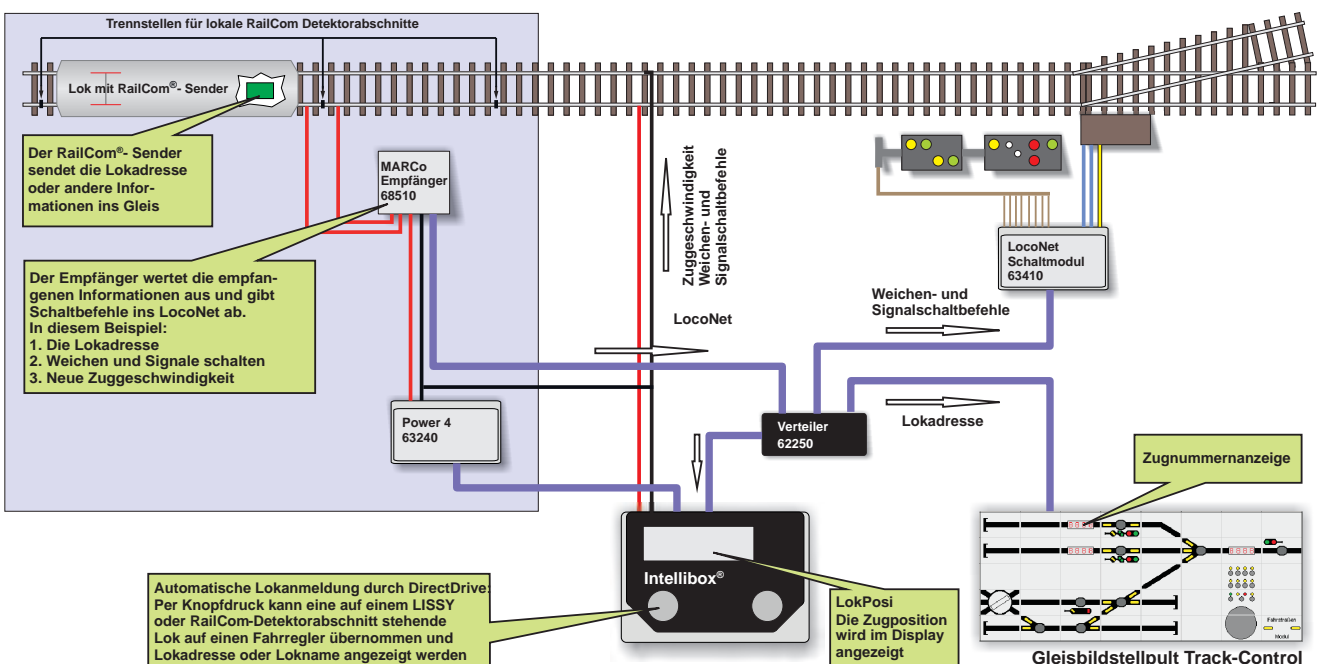 Trennstellen für lokale RailCom Detektorabschnitte
Lok mit RailCom®- Sender
Der RailCom®- Sender
sendet die Lokadresse
oder andere Infor-
mationen ins Gleis
MARCo
Empfänger
68510
Der Empfänger wertet die empfan-
genen Informationen aus und gibt
Schaltbefehle ins LocoNet ab.
In diesem Beispiel:
1. Die Lokadresse
2. Weichen und Signale schalten
3. Neue Zuggeschwindigkeit
Zuggeschwindigkeit
Weichen- und
Signalschaltbefehle
LocoNet
LocoNet
Schaltmodul
63410
Weichen- und
Signalschaltbefehle
Power 4
63240
Verteiler
62250
Lokadresse
Zugnummernanzeige
Intellibox®
Automatische Lokanmeldung durch DirectDrive:
Per Knopfdruck kann eine auf einem LISSY
oder RailCom-Detektorabschnitt stehende
Lok auf einen Fahrregler übernommen und
Lokadresse oder Lokname angezeigt werden
LokPosi
Die Zugposition
wird im Display
angezeigt
Fahrstraßen
Modul
Gleisbildstellpult Track-Control